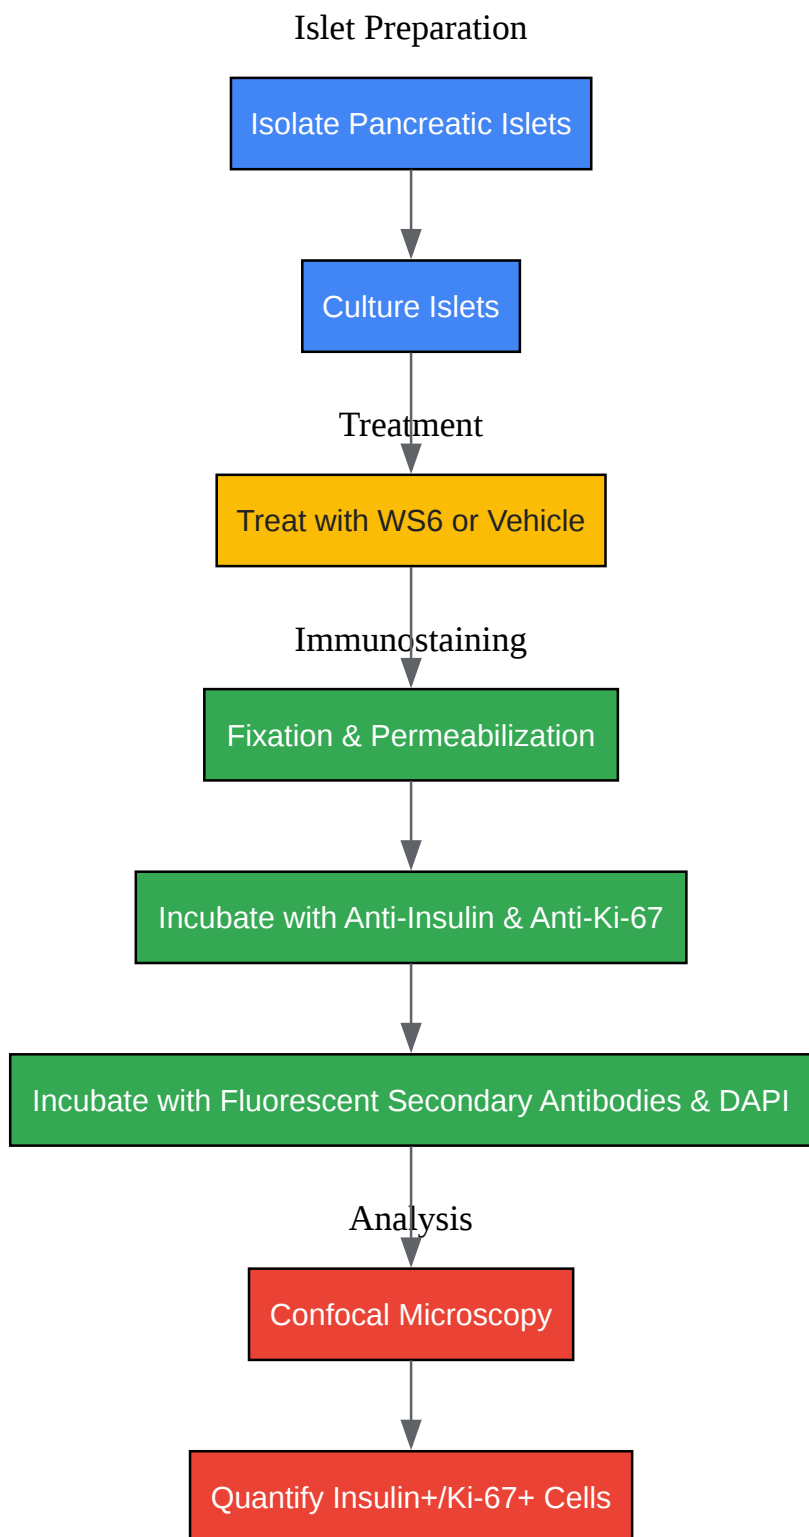 Islet Preparation
Isolate Pancreatic Islets
Culture Islets
Treatment
Treat with WS6 or Vehicle
Immunostaining
Fixation & Permeabilization
Incubate with Anti-Insulin & Anti-Ki-67
Incubate with Fluorescent Secondary Antibodies & DAPI
Analysis
Confocal Microscopy
Quantify Insulin+/Ki-67+ Cells